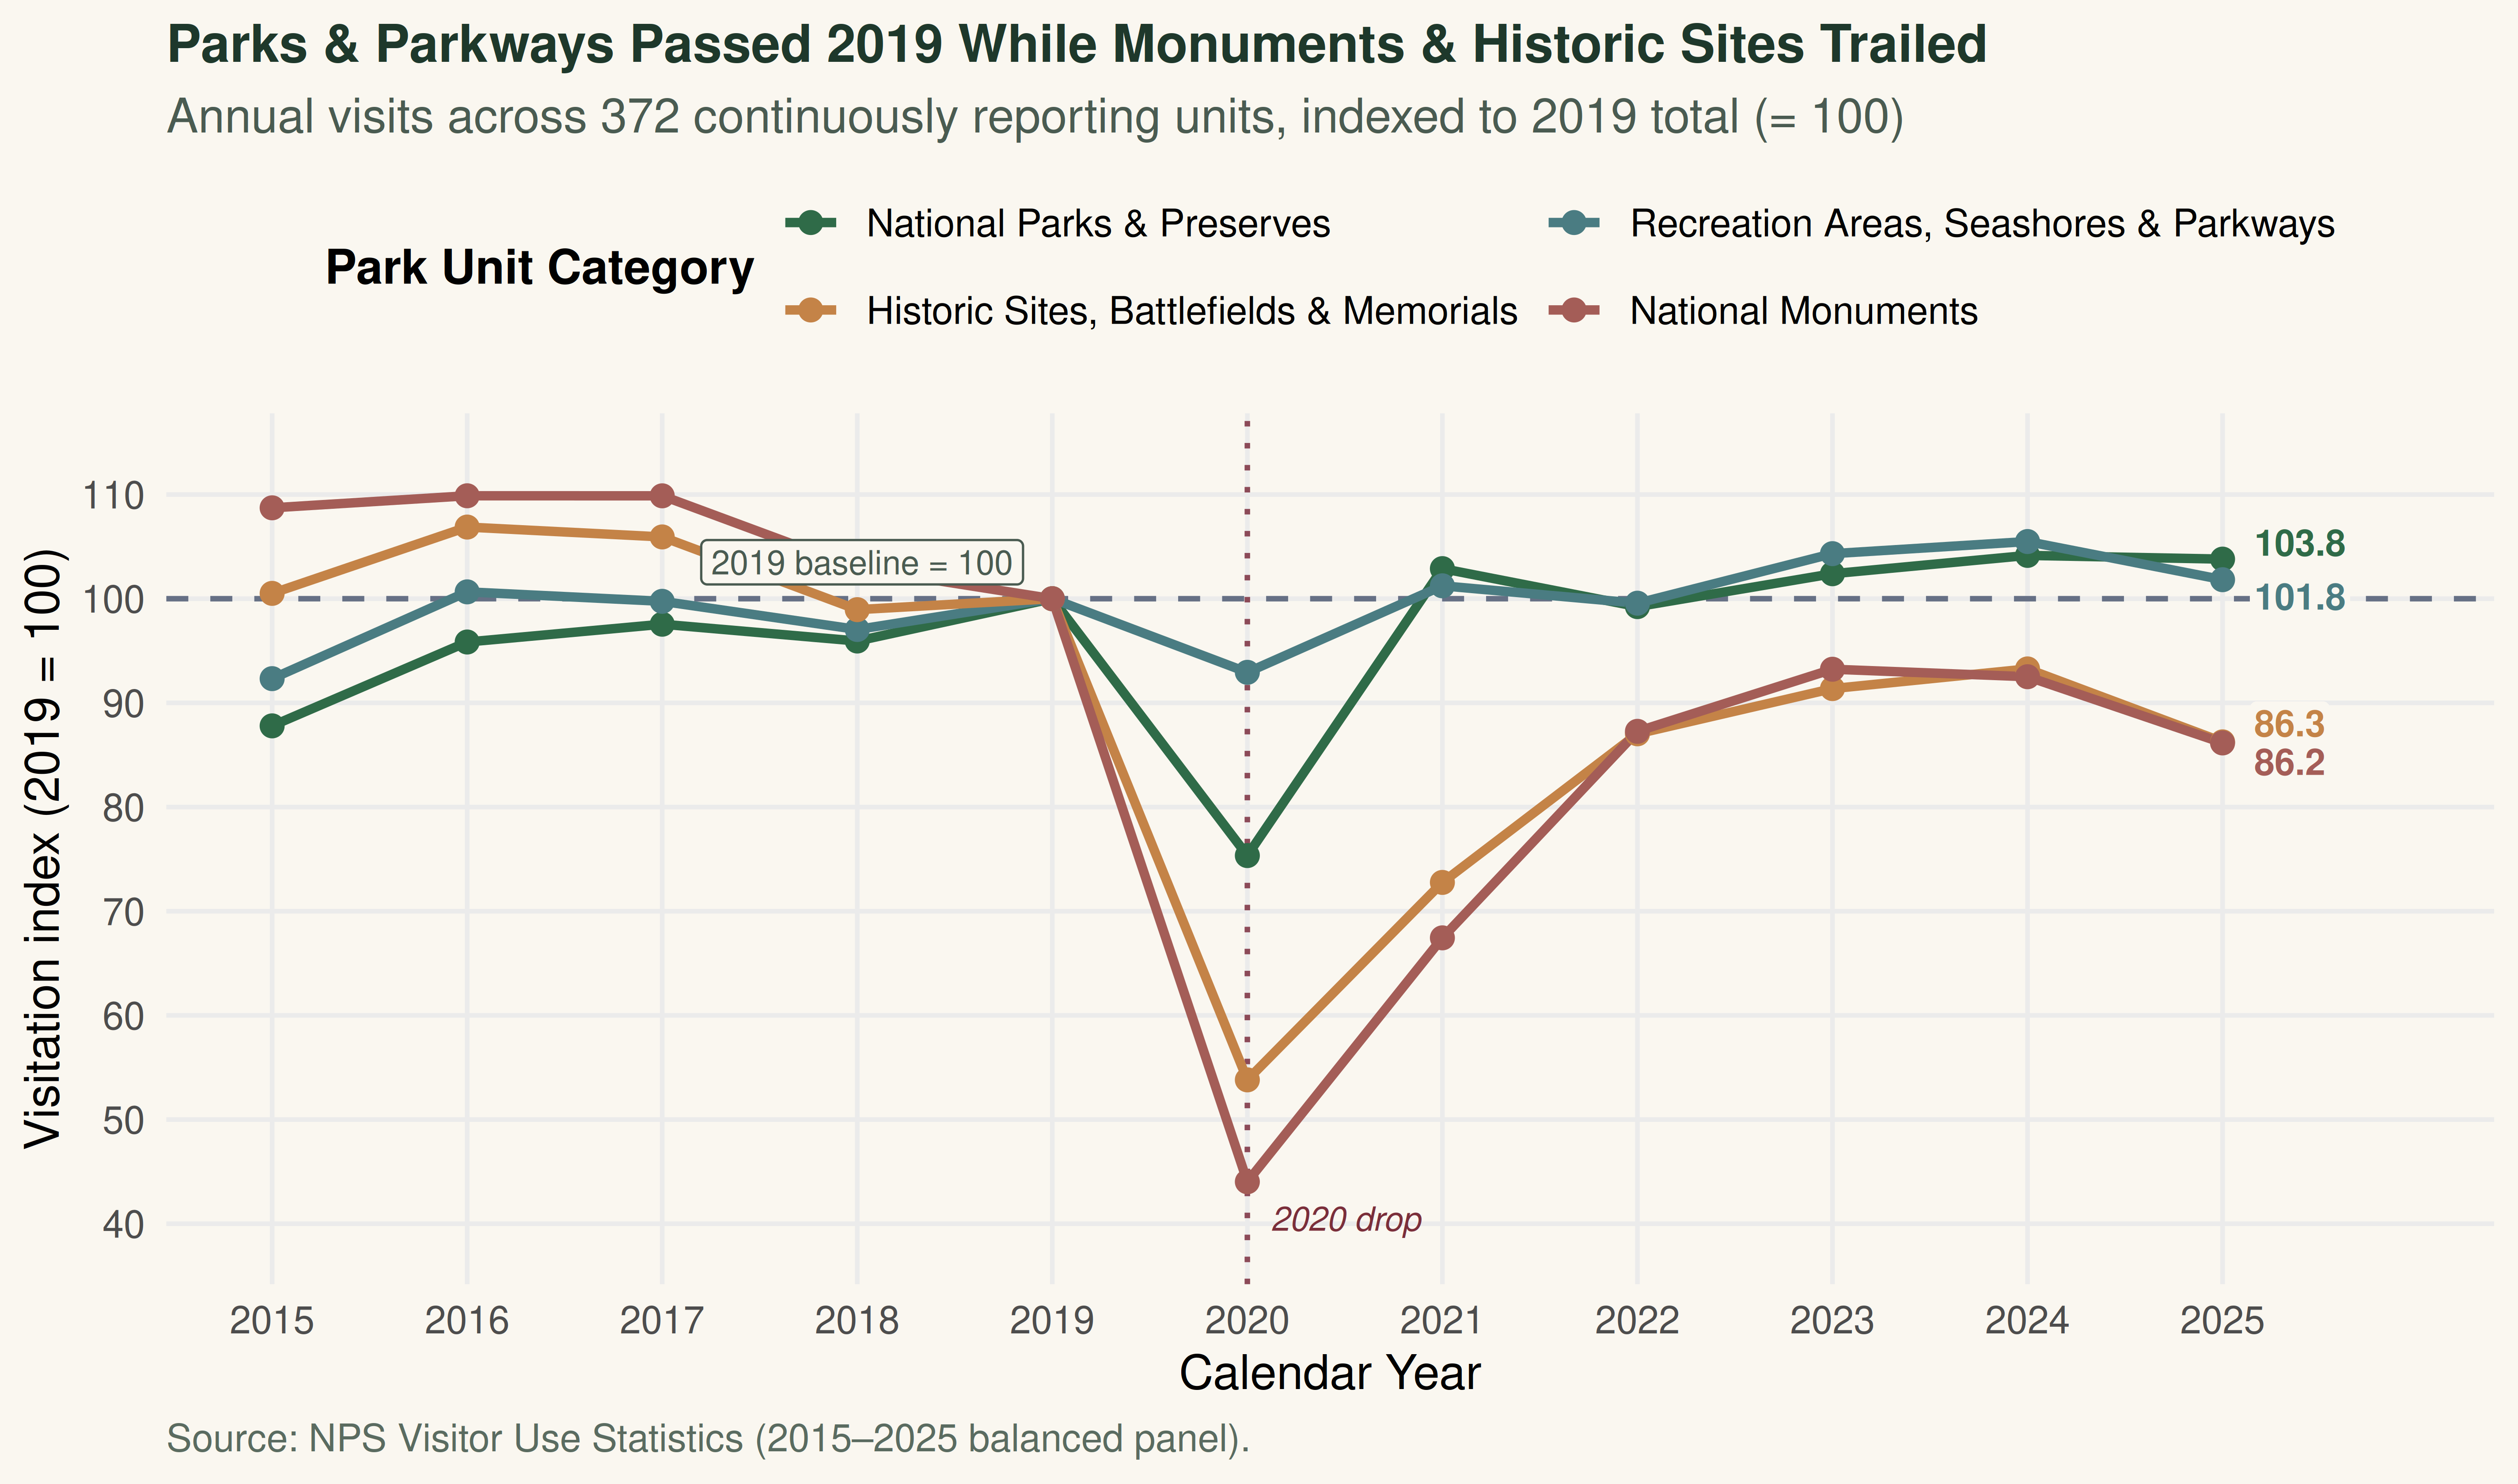 Parks & Parkways Passed 2019 While Monuments & Historic Sites Trailed
Annual visits across 372 continuously reporting units, indexed to 2019 total (= 100)
Park Unit Category
National Parks & Preserves
Recreation Areas, Seashores & Parkways
Historic Sites, Battlefields & Memorials
National Monuments
Visitation index (2019 = 100)
110
100
90
80
70
60
50
40
2019 baseline = 100
103.8
101.8
86.3
86.2
2020 drop
2015 2016 2017 2018 2019 2020 2021 2022 2023 2024 2025
Calendar Year
Source: NPS Visitor Use Statistics (2015–2025 balanced panel).